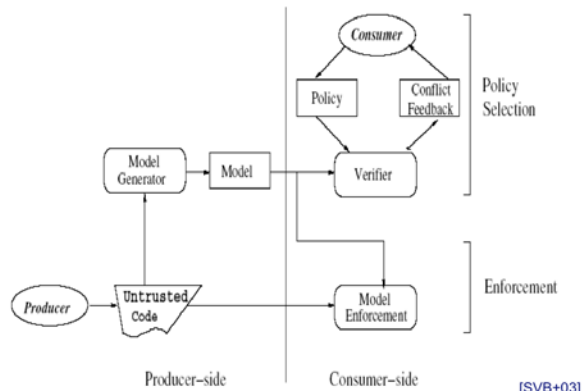 Consumer
Policy
Conflict
Feedback
Policy
Selection
Model
Generator
Model
Verifier
Producer
Untrusted
Code
Model
Enforcement
Enforcement
Producer-side
Consumer-side
[SVB+03]